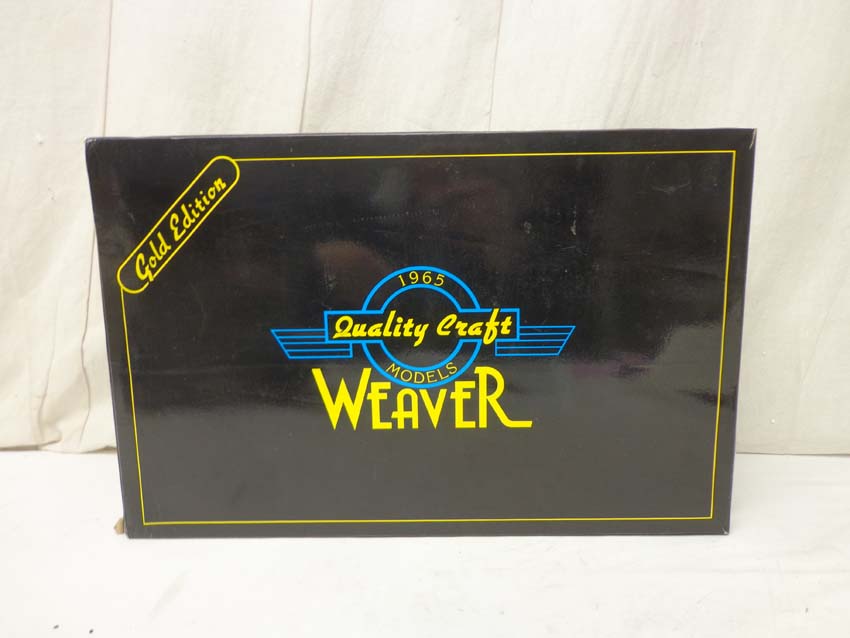 Gold Edition
1965
Quality Craft
MODELS
WEAVER